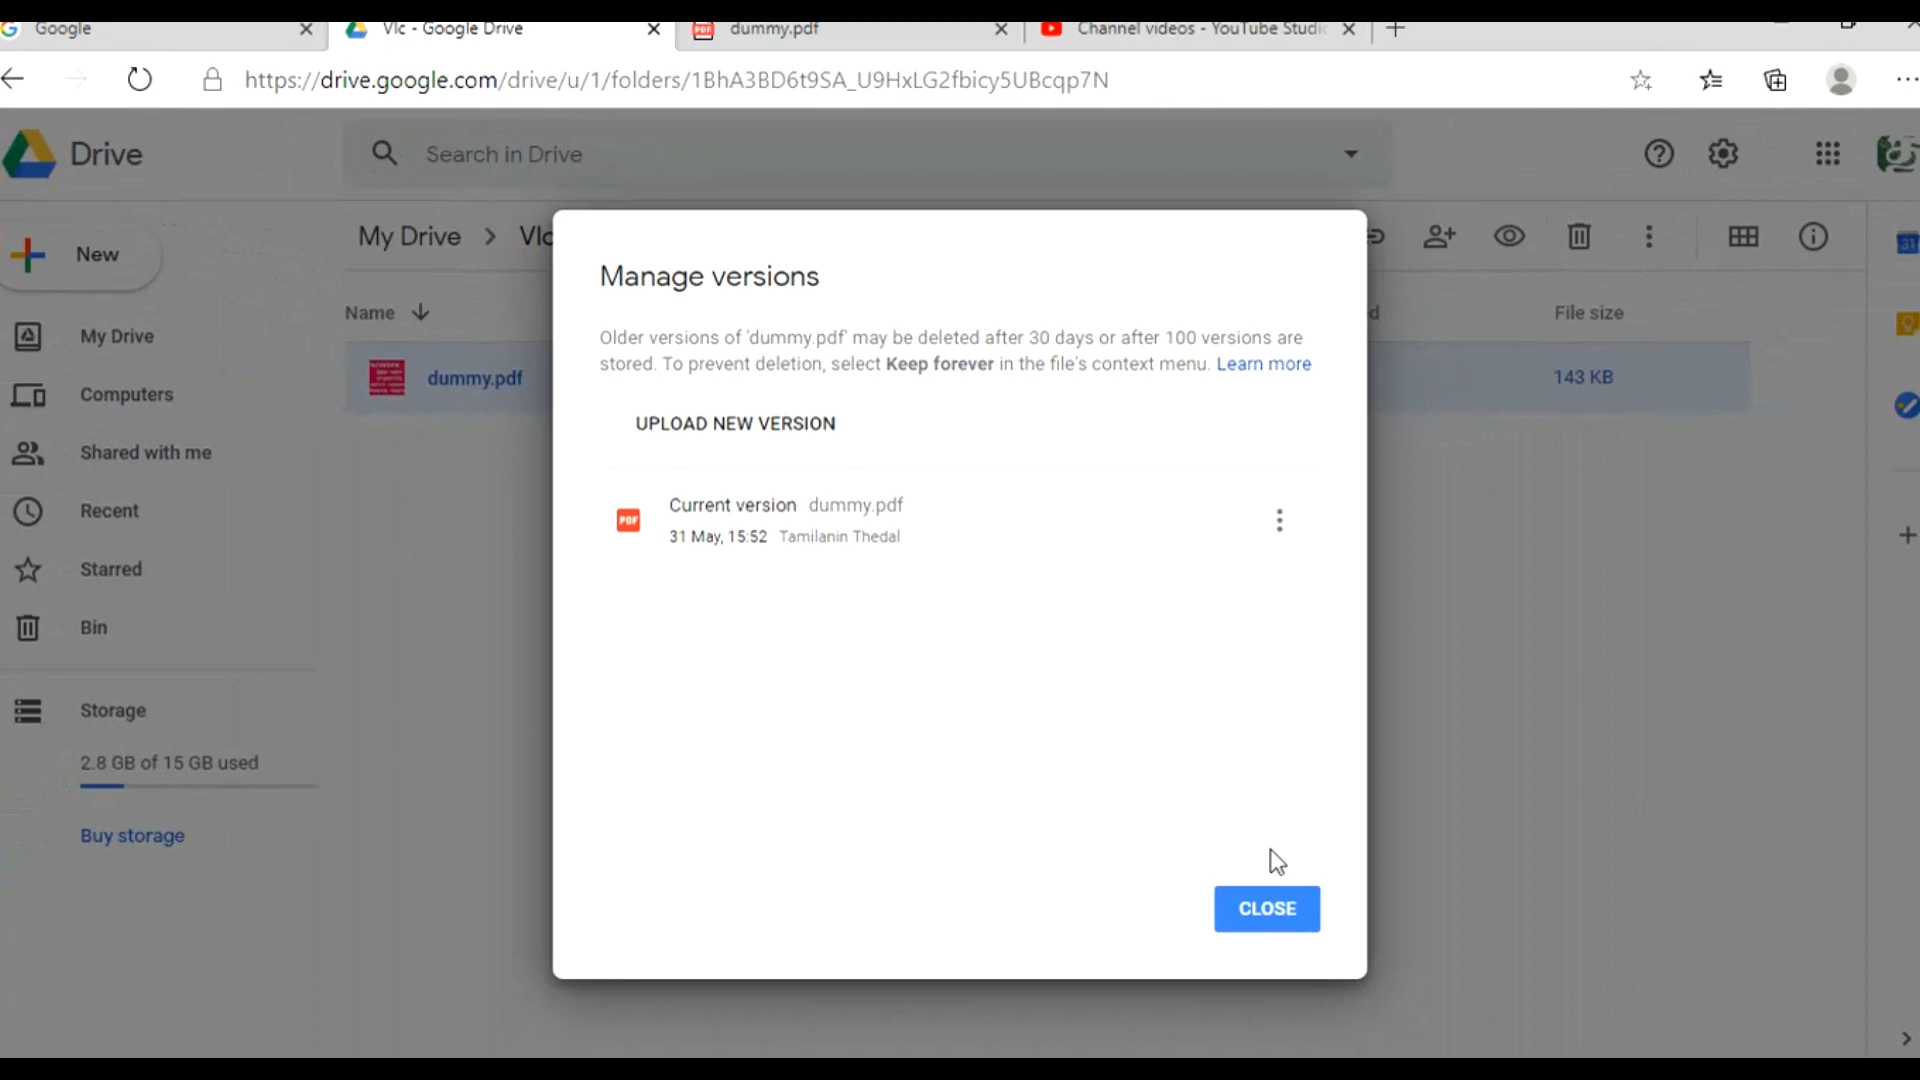 Google
Vlc - Google Drive
PDF
dummy.pdf
Channel videos - YouTube Studi
https://drive.google.com/drive/u/1/folders/1BhA3BD6t9SA_U9HxLG2fbicy5UBcqp7N
Drive
Search in Drive
New
My Drive
Vlc
31
Manage versions
Name
d
File size
My Drive
Older versions of 'dummy.pdf' may be deleted after 30 days or after 100 versions are
stored. To prevent deletion, select Keep forever in the file's context menu. Learn more
dummy.pdf
143 KB
Computers
UPLOAD NEW VERSION
Shared with me
Recent
Current version dummy.pdf
PDF
31 May, 15:52 Tamilanin Thedal
Starred
Bin
Storage
2.8 GB of 15 GB used
Buy storage
CLOSE